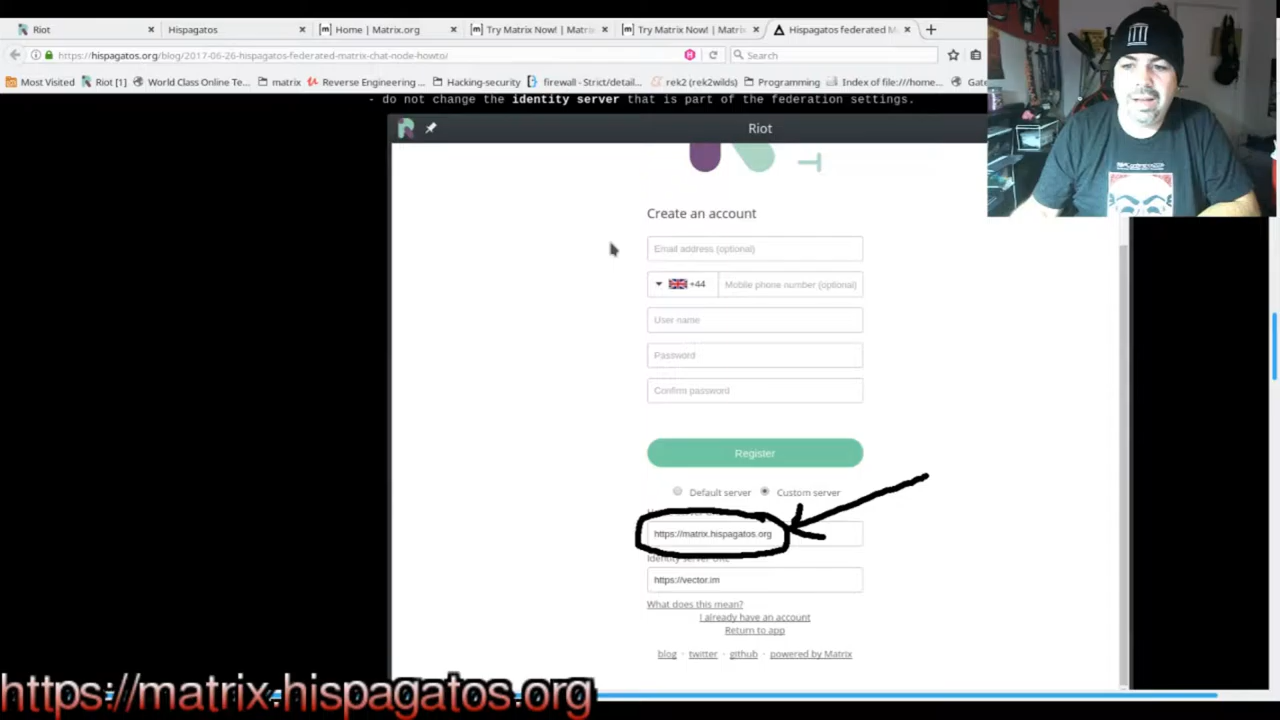 Riot
Hispagatos
[m] Home | Matrix.org
[m] Try Matrix Now! | Matri
[m] Try Matrix Now! | Matri
Hispagatos federated M
https://hispagatos.org/blog/2017-06-26-hispagatos-federated-matrix-chat-node-howto/
Search
Most Visited
Riot [1]
World Class Online Te...
matrix
Reverse Engineering ...
Hacking-security
firewall - Strict/detail...
rek2 (rek2wilds)
Programming
Index of file:///home...
- do not change the identity server that is part of the federation settings.
Riot
Create an account
Email address (optional)
+44
Mobile phone number (optional)
User name
Password
Confirm password
Register
Default server
Custom server
https://matrix.hispagatos.org
Identity server URL
https://vector.im
What does this mean?
I already have an account
Return to app
blog · twitter · github · powered by Matrix
https://matrix.hispagatos.org